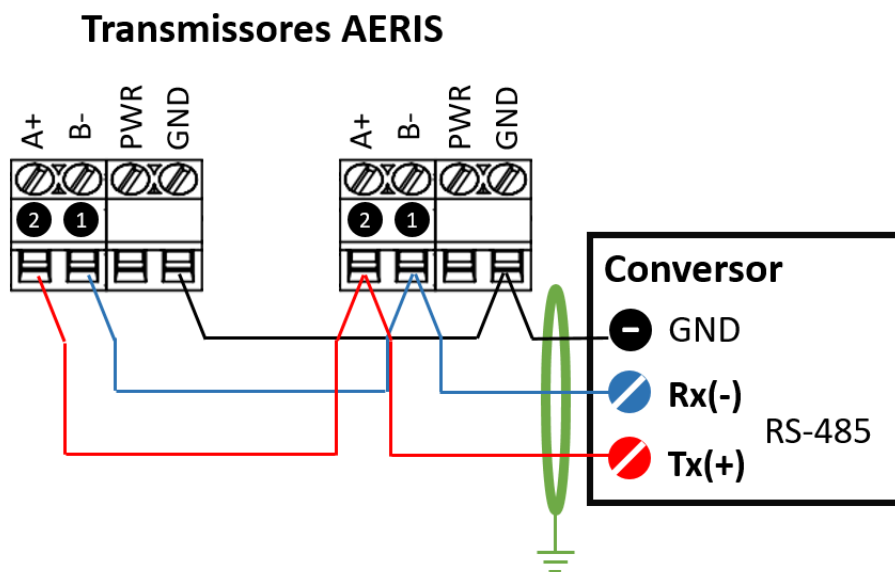 Transmissores AERIS
A+ B- PWR GND
A+ B- PWR GND
2 1
2 1
Conversor
- GND
Rx(-)
RS-485
Tx(+)